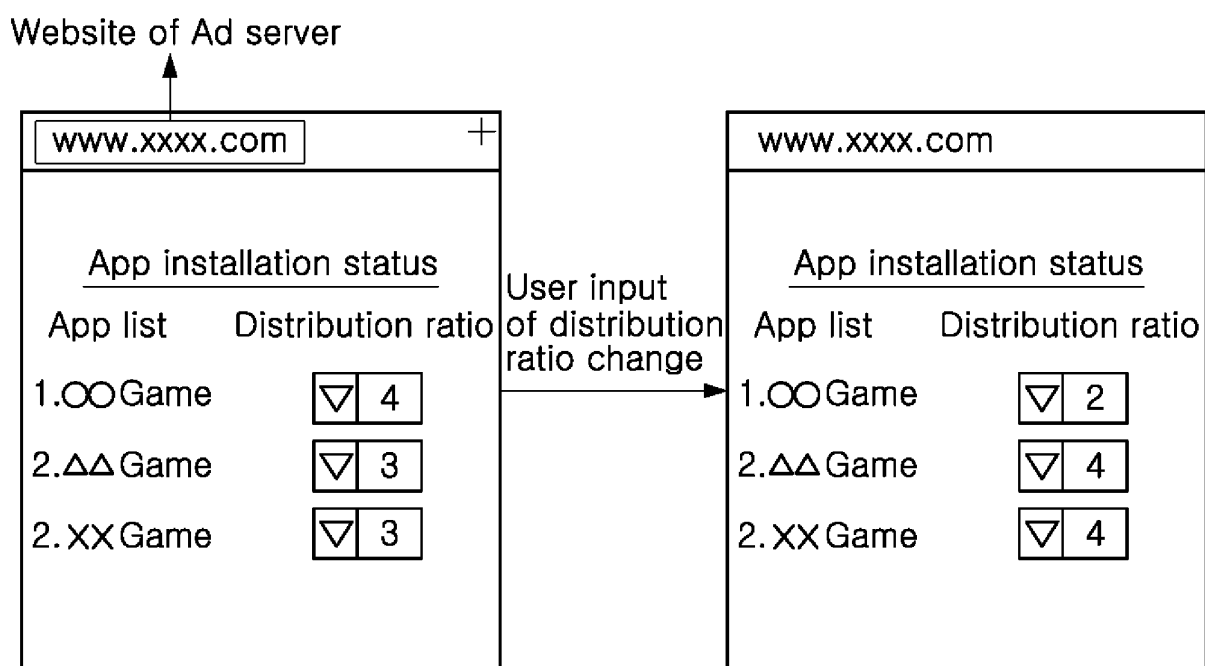 Website of Ad server
www.xxxx.com +
App installation status
App list Distribution ratio
1.○○Game ▽ 4
2.△△Game ▽ 3
2.XXGame ▽ 3
User input
of distribution
ratio change
www.xxxx.com
App installation status
App list Distribution ratio
1.○○Game ▽ 2
2.△△Game ▽ 4
2.XXGame ▽ 4